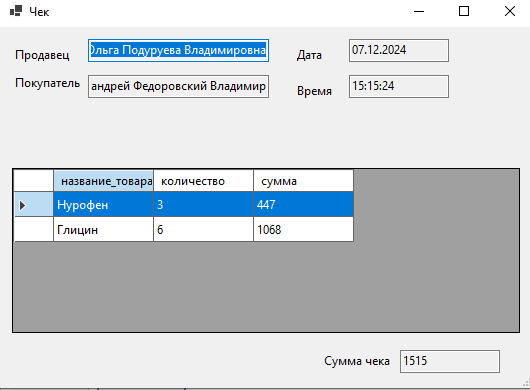 Чек
Продавец Ольга Подуруева Владимировна Дата 07.12.2024
Покупатель андрей Федоровский Владимир Время 15:15:24
название_товара количество сумма
Нурофен 3 447
Глицин 6 1068
Сумма чека 1515